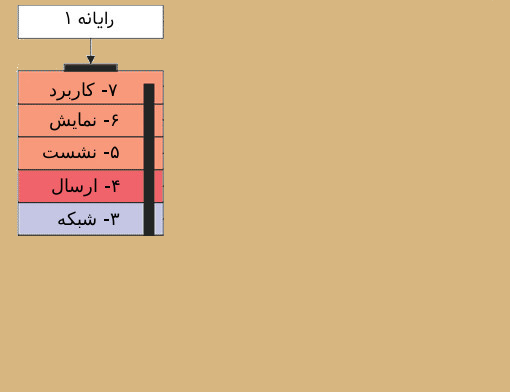 رایانه ۱
۷- کاربرد
۶- نمایش
۵- نشست
۴- ارسال
۳- شبکه